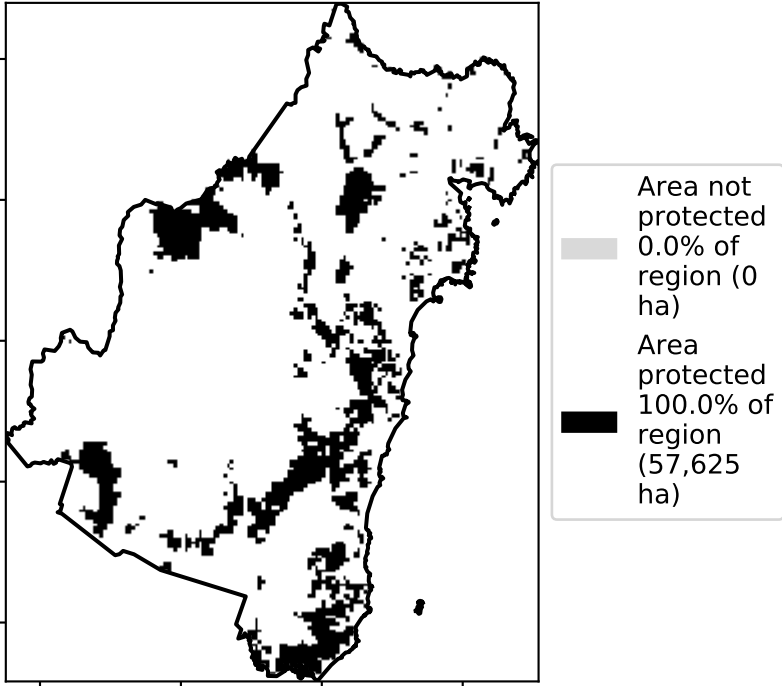 Area not
protected
0.0% of
region (0
ha)
Area
protected
100.0% of
region
(57,625
ha)